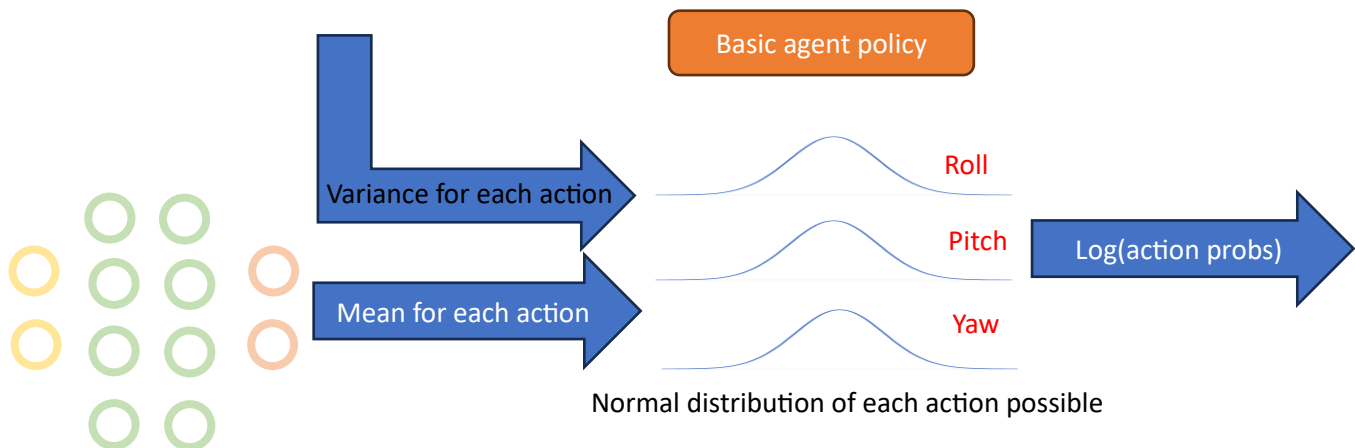 Basic agent policy
Roll
Variance for each action
Pitch
Log(action probs)
Mean for each action
Yaw
Normal distribution of each action possible